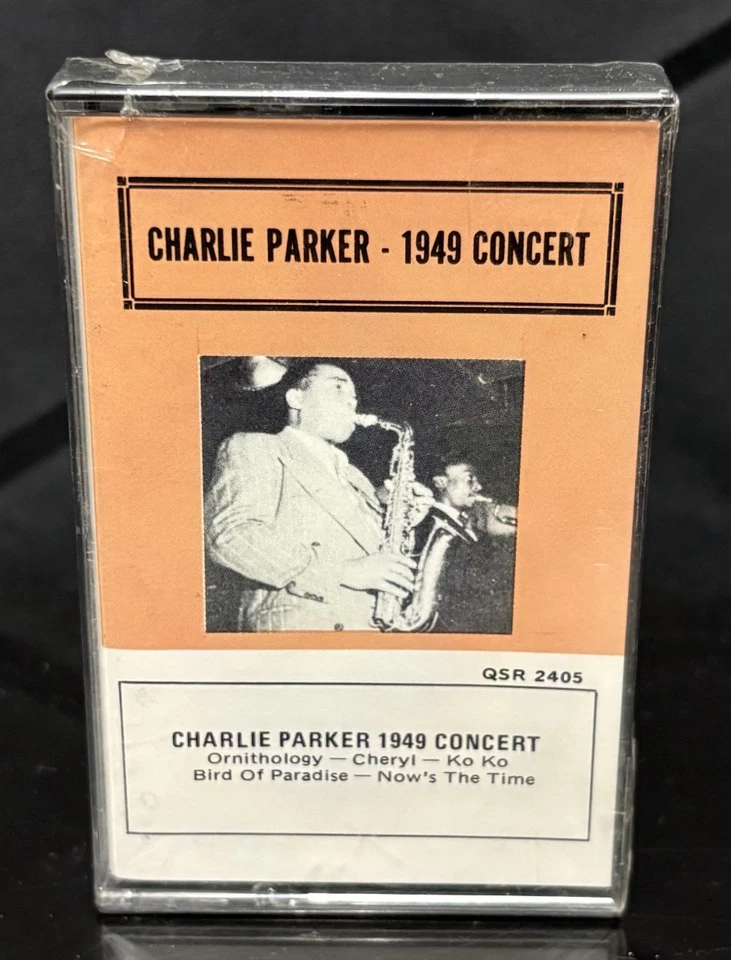 CHARLIE PARKER - 1949 CONCERT
QSR 2405
CHARLIE PARKER 1949 CONCERT
Ornithology — Cheryl — Ko Ko
Bird Of Paradise — Now's The Time